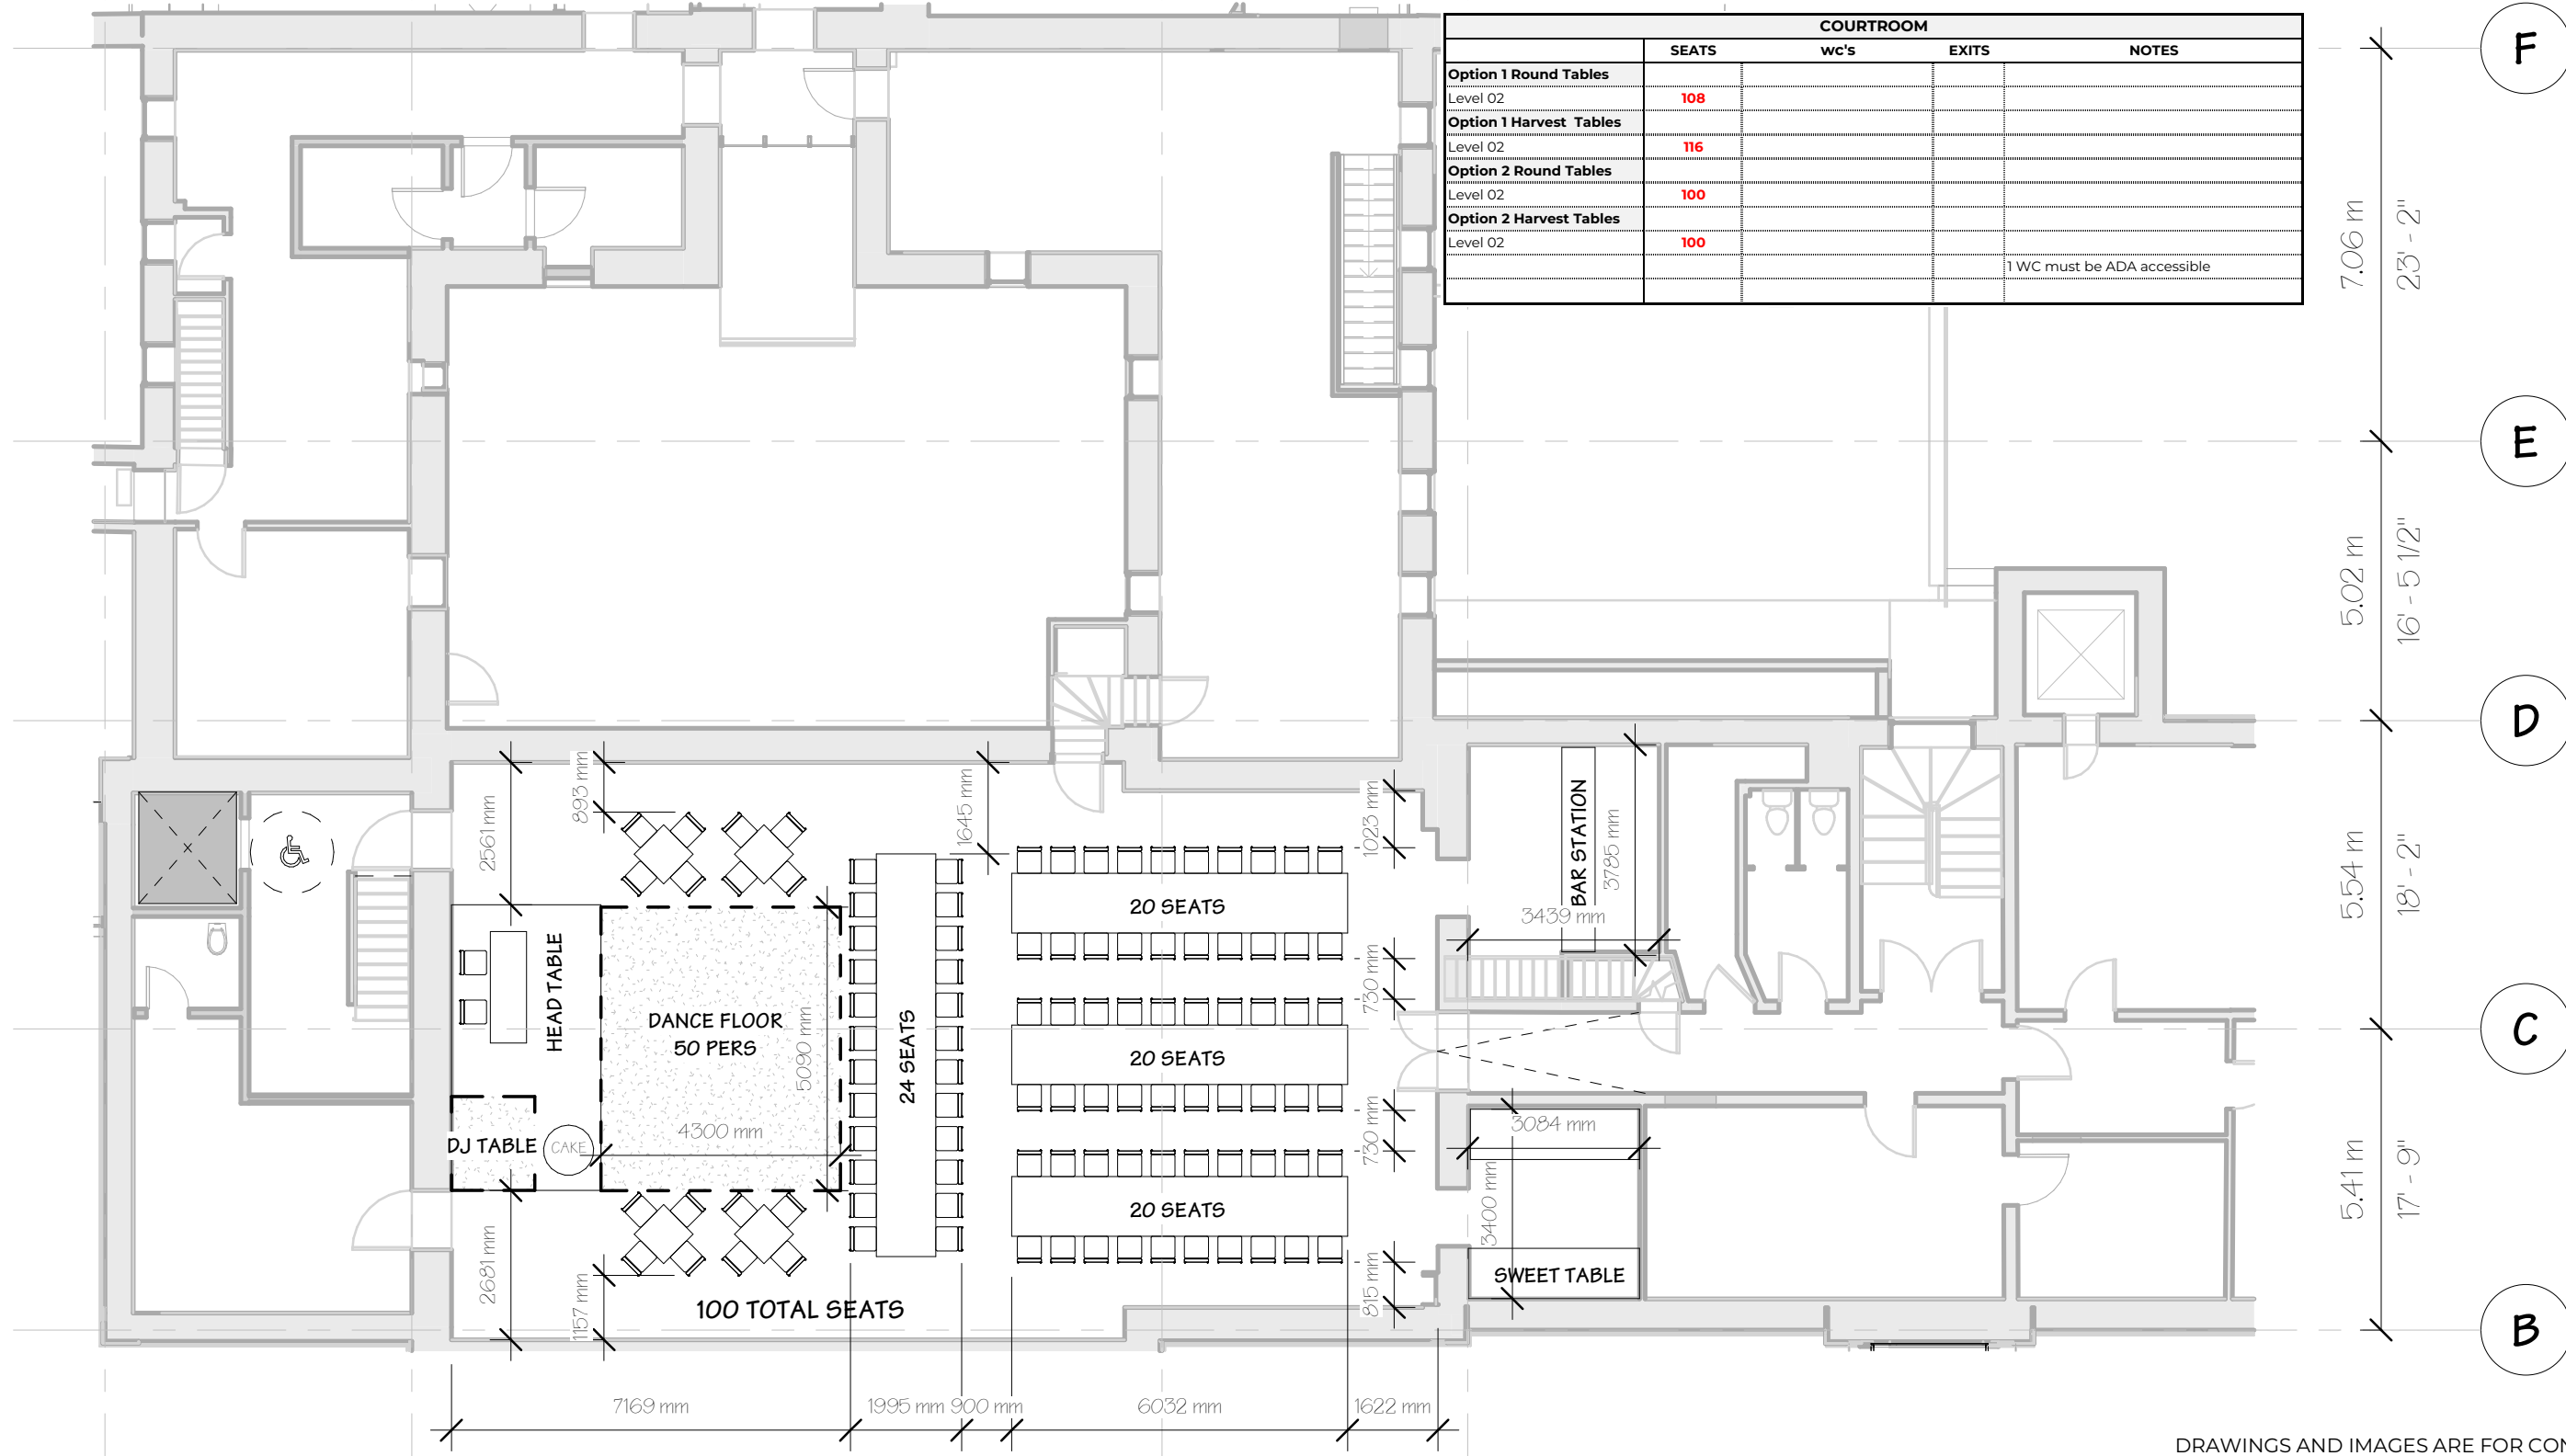 COURTROOM
SEATS wc's EXITS NOTES
Option 1 Round Tables
Level 02 108
Option 1 Harvest Tables
Level 02 116
Option 2 Round Tables
Level 02 100
Option 2 Harvest Tables
Level 02 100
1 WC must be ADA accessible
F
7.06 m
23' - 2"
E
5.02 m
16' - 5 1/2"
D
5.54 m
18' - 2"
C
5.41 m
17' - 9"
B
2561 mm
893 mm
1645 mm
1023 mm
BAR STATION
3785 mm
3439 mm
20 SEATS
HEAD TABLE
DANCE FLOOR
50 PERS
5090 mm
24 SEATS
730 mm
20 SEATS
DJ TABLE
CAKE
4300 mm
730 mm
3084 mm
3400 mm
20 SEATS
2681 mm
1157 mm
815 mm
SWEET TABLE
100 TOTAL SEATS
7169 mm
1995 mm
900 mm
6032 mm
1622 mm
DRAWINGS AND IMAGES ARE FOR CON